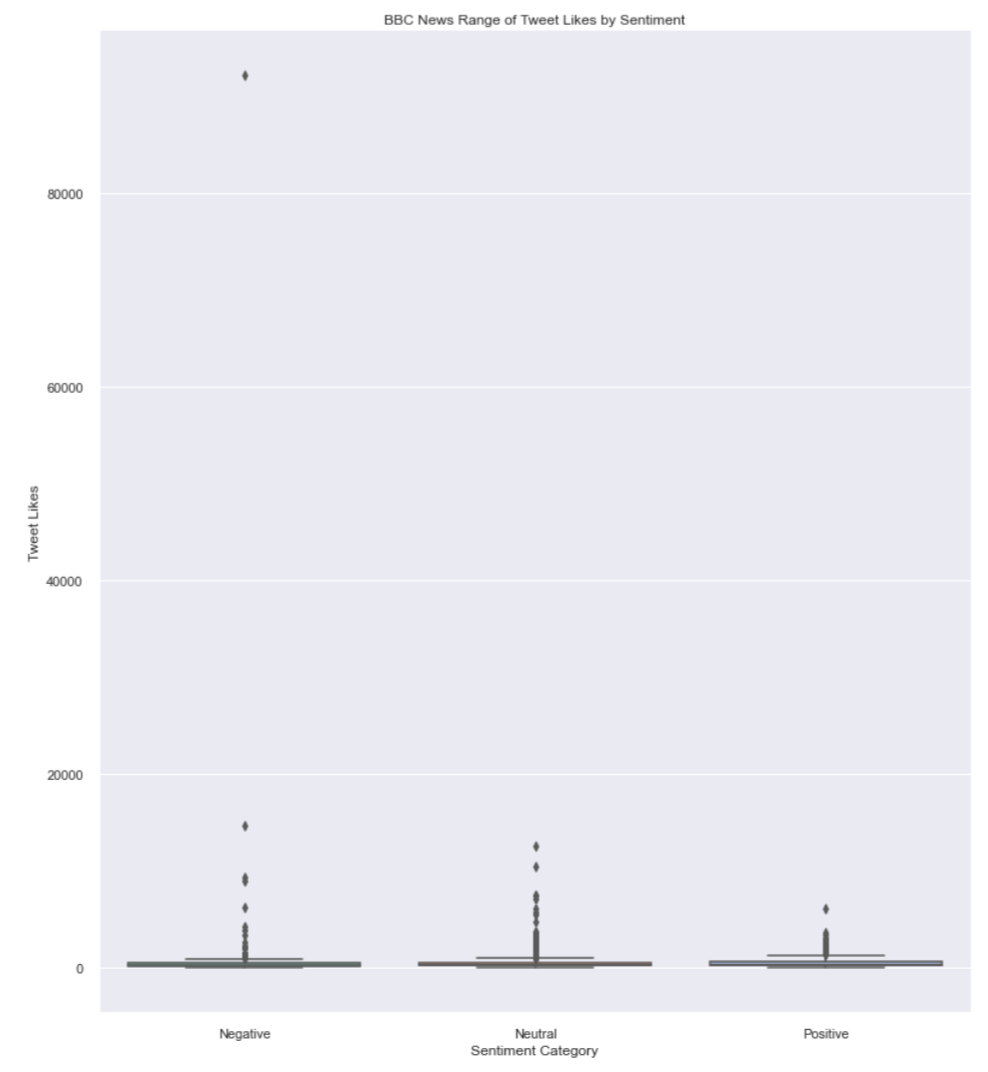 BBC News Range of Tweet Likes by Sentiment
80000
60000
40000
20000
0
Tweet Likes
Negative
Neutral
Positive
Sentiment Category